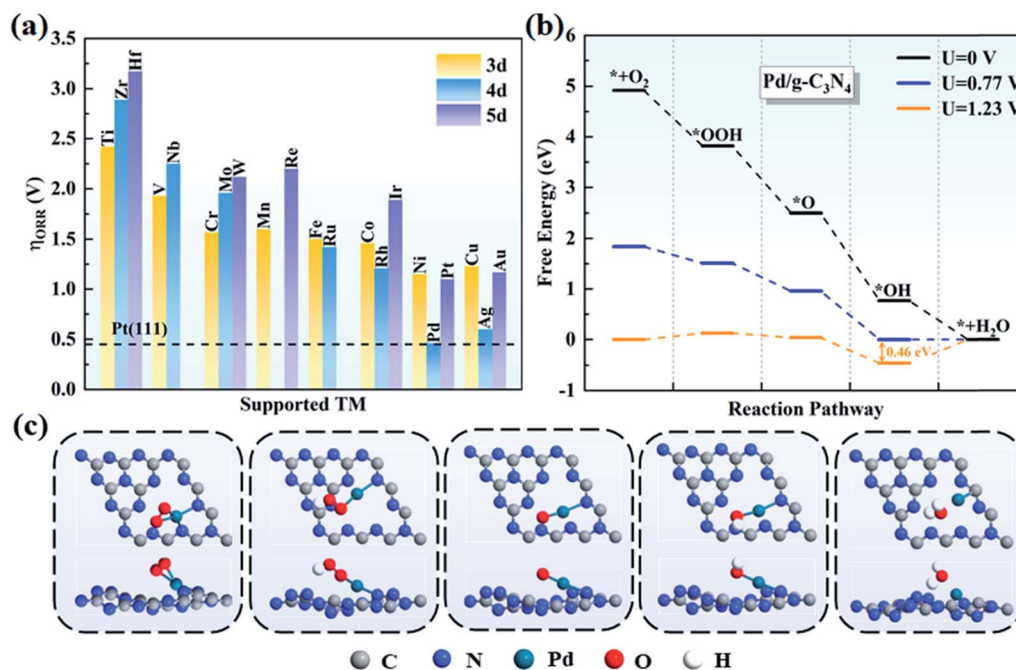 (a)
3.5
3.0
2.5
2.0
1.5
1.0
0.5
0.0
η_ORR (V)
Ti
Zr
Hf
V
Nb
Cr
Mo
W
Mn
Re
Fe
Ru
Co
Rh
Ir
Ni
Pd
Pt
Cu
Ag
Au
3d
4d
5d
Pt(111)
Supported TM
(b)
6
5
4
3
2
1
0
-1
Free Energy (eV)
*+O₂
*OOH
*O
*OH
*+H₂O
Pd/g-C₃N₄
U=0 V
U=0.77 V
U=1.23 V
0.46 eV
Reaction Pathway
(c)
C N Pd O H